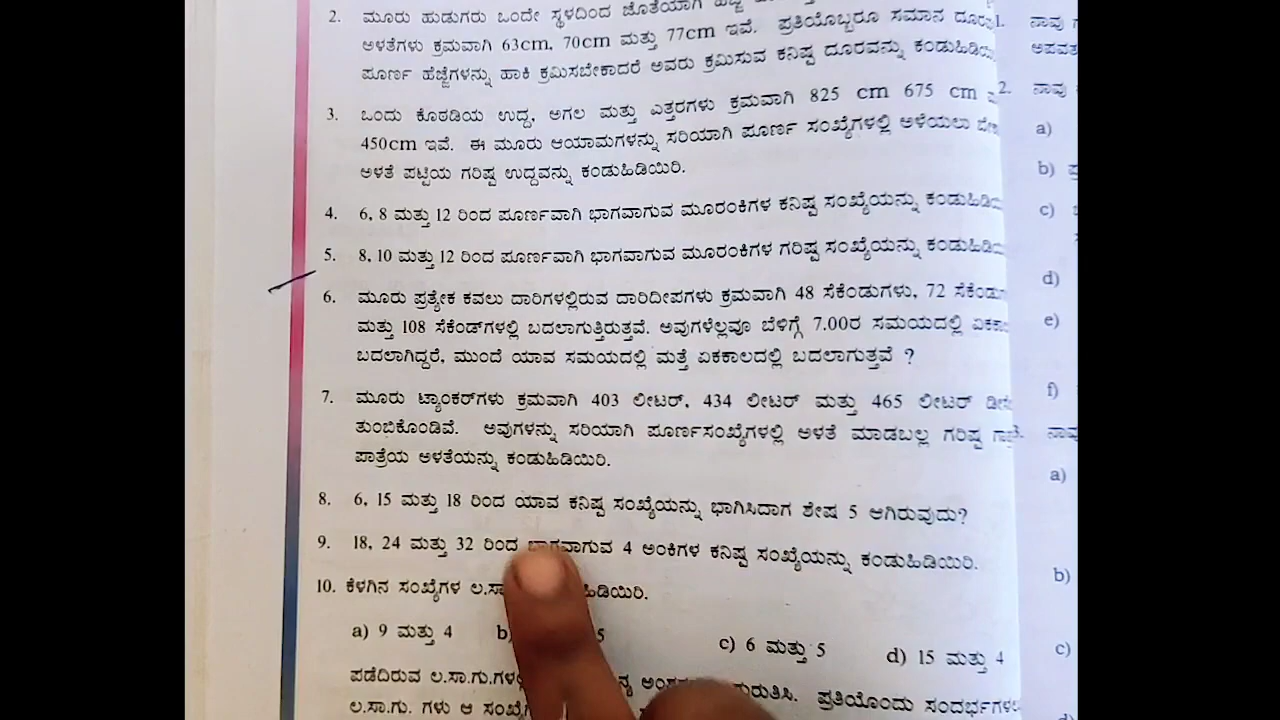 2. ಮೂರು ಹುಡುಗರು ಒಂದೇ ಸ್ಥಳದಿಂದ ಜೊತೆಯಾಗಿ ಹೆಜ್ಜೆ
ಅಳತೆಗಳು ಕ್ರಮವಾಗಿ 63cm, 70cm ಮತ್ತು 77cm ಇವೆ. ಪ್ರತಿಯೊಬ್ಬರೂ ಸಮಾನ
ಪೂರ್ಣ ಹೆಜ್ಜೆಗಳನ್ನು ಹಾಕಿ ಕ್ರಮಿಸಬೇಕಾದರೆ ಅವರು ಕ್ರಮಿಸುವ ಕನಿಷ್ಟ ದೂರವನ್ನು
3. ಒಂದು ಕೊಠಡಿಯ ಉದ್ದ, ಅಗಲ ಮತ್ತು ಎತ್ತರಗಳು ಕ್ರಮವಾಗಿ 825 cm 675 cm
450cm ಇವೆ. ಈ ಮೂರು ಆಯಾಮಗಳನ್ನು ಸರಿಯಾಗಿ ಪೂರ್ಣ ಸಂಖ್ಯೆಗಳಲ್ಲಿ ಅಳೆಯಲು
ಅಳತೆ ಪಟ್ಟಿಯ ಗರಿಷ್ಟ ಉದ್ದವನ್ನು ಕಂಡುಹಿಡಿಯಿರಿ.
4. 6, 8 ಮತ್ತು 12 ರಿಂದ ಪೂರ್ಣವಾಗಿ ಭಾಗವಾಗುವ ಮೂರಂಕಿಗಳ ಕನಿಷ್ಟ ಸಂಖ್ಯೆಯನ್ನು
5. 8, 10 ಮತ್ತು 12 ರಿಂದ ಪೂರ್ಣವಾಗಿ ಭಾಗವಾಗುವ ಮೂರಂಕಿಗಳ ಗರಿಷ್ಟ ಸಂಖ್ಯೆಯನ್ನು
6. ಮೂರು ಪ್ರತ್ಯೇಕ ಕವಲು ದಾರಿಗಳಲ್ಲಿರುವ ದಾರಿದೀಪಗಳು ಕ್ರಮವಾಗಿ 48 ಸೆಕೆಂಡುಗಳು, 72
ಮತ್ತು 108 ಸೆಕೆಂಡ್‌ಗಳಲ್ಲಿ ಬದಲಾಗುತ್ತಿರುತ್ತವೆ. ಅವುಗಳೆಲ್ಲವೂ ಬೆಳಿಗ್ಗೆ 7.00ರ ಸಮಯದಲ್ಲಿ
ಬದಲಾಗಿದ್ದರೆ, ಮುಂದೆ ಯಾವ ಸಮಯದಲ್ಲಿ ಮತ್ತೆ ಏಕಕಾಲದಲ್ಲಿ ಬದಲಾಗುತ್ತವೆ ?
7. ಮೂರು ಟ್ಯಾಂಕರ್‌ಗಳು ಕ್ರಮವಾಗಿ 403 ಲೀಟರ್, 434 ಲೀಟರ್ ಮತ್ತು 465 ಲೀಟರ್
ತುಂಬಿಕೊಂಡಿವೆ. ಅವುಗಳನ್ನು ಸರಿಯಾಗಿ ಪೂರ್ಣಸಂಖ್ಯೆಗಳಲ್ಲಿ ಅಳತೆ ಮಾಡಬಲ್ಲ ಗರಿಷ್ಟ
ಪಾತ್ರೆಯ ಅಳತೆಯನ್ನು ಕಂಡುಹಿಡಿಯಿರಿ.
8. 6, 15 ಮತ್ತು 18 ರಿಂದ ಯಾವ ಕನಿಷ್ಟ ಸಂಖ್ಯೆಯನ್ನು ಭಾಗಿಸಿದಾಗ ಶೇಷ 5 ಆಗಿರುವುದು?
9. 18, 24 ಮತ್ತು 32 ರಿಂದ ಭಾಗವಾಗುವ 4 ಅಂಕಿಗಳ ಕನಿಷ್ಟ ಸಂಖ್ಯೆಯನ್ನು ಕಂಡುಹಿಡಿಯಿರಿ.
10. ಕೆಳಗಿನ ಸಂಖ್ಯೆಗಳ
a) 9 ಮತ್ತು 4 b) 5 c) 6 ಮತ್ತು 5 d) 15 ಮತ್ತು 4
ಪಡೆದಿರುವ ಗುರುತಿಸಿ. ಪ್ರತಿಯೊಂದು
ಲ.ಸಾ.ಗು. ಗಳು ಆ
1. ನಾವು
2. ನಾವು
a)
b)
c)
d)
e)
f)
3. ನಾವು
a)
b)
c)